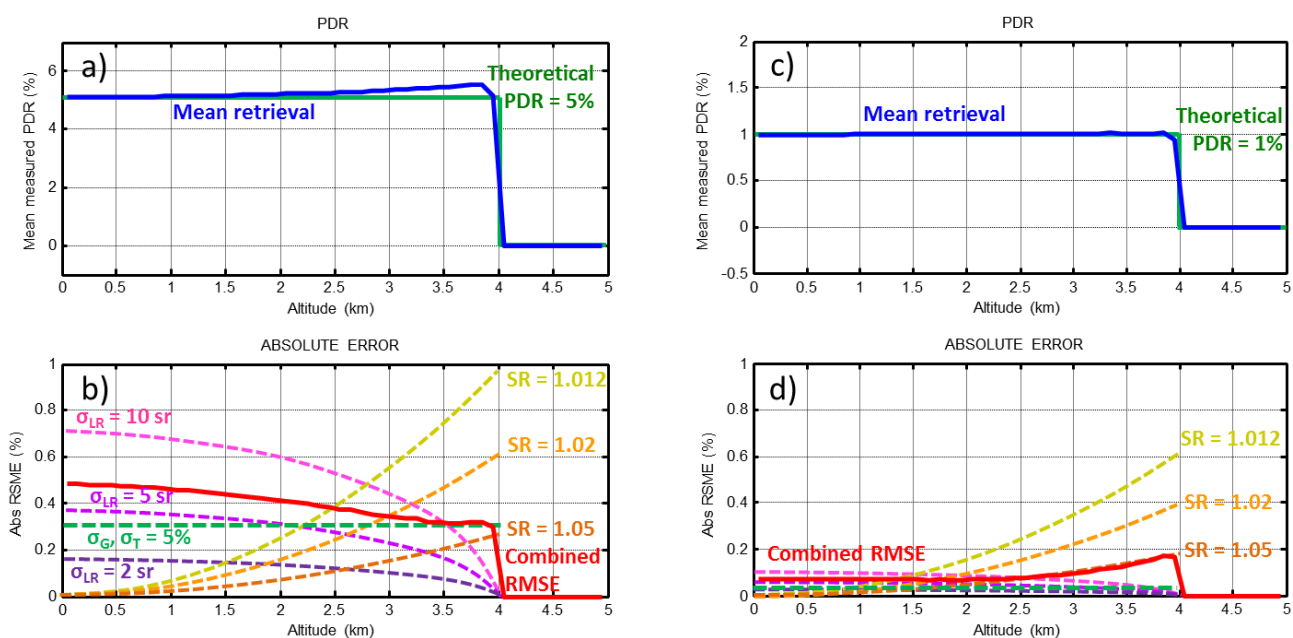 PDR
a)
Theoretical
PDR = 5%
Mean retrieval
Mean measured PDR (%)
6
4
2
0
0 0.5 1 1.5 2 2.5 3 3.5 4 4.5 5
Altitude (km)
PDR
c)
Mean retrieval
Theoretical
PDR = 1%
Mean measured PDR (%)
2
1.5
1
0.5
0
-0.5
0 0.5 1 1.5 2 2.5 3 3.5 4 4.5 5
Altitude (km)
ABSOLUTE ERROR
b)
SR = 1.012
σLR = 10 sr
SR = 1.02
σLR = 5 sr
SR = 1.05
σG, σT = 5%
Combined
RMSE
σLR = 2 sr
Abs RSME (%)
1
0.8
0.6
0.4
0.2
0
0 0.5 1 1.5 2 2.5 3 3.5 4 4.5 5
Altitude (km)
ABSOLUTE ERROR
d)
SR = 1.012
SR = 1.02
SR = 1.05
Combined RMSE
Abs RSME (%)
1
0.8
0.6
0.4
0.2
0
0 0.5 1 1.5 2 2.5 3 3.5 4 4.5 5
Altitude (km)